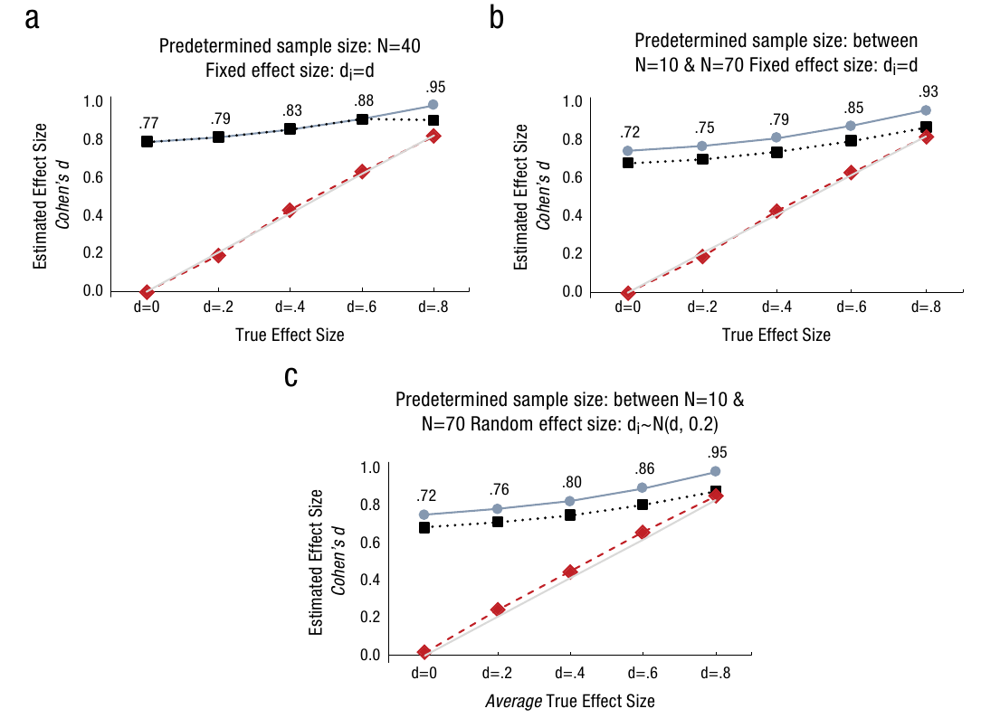 a
Predetermined sample size: N=40
Fixed effect size: di=d
Estimated Effect Size
Cohen's d
1.0
0.8
0.6
0.4
0.2
0.0
.77
.79
.83
.88
.95
d=0
d=.2
d=.4
d=.6
d=.8
True Effect Size
b
Predetermined sample size: between
N=10 & N=70 Fixed effect size: di=d
Estimated Effect Size
Cohen's d
1.0
0.8
0.6
0.4
0.2
0.0
.72
.75
.79
.85
.93
d=0
d=.2
d=.4
d=.6
d=.8
True Effect Size
c
Predetermined sample size: between N=10 &
N=70 Random effect size: di~N(d, 0.2)
Estimated Effect Size
Cohen's d
1.0
0.8
0.6
0.4
0.2
0.0
.72
.76
.80
.86
.95
d=0
d=.2
d=.4
d=.6
d=.8
Average True Effect Size